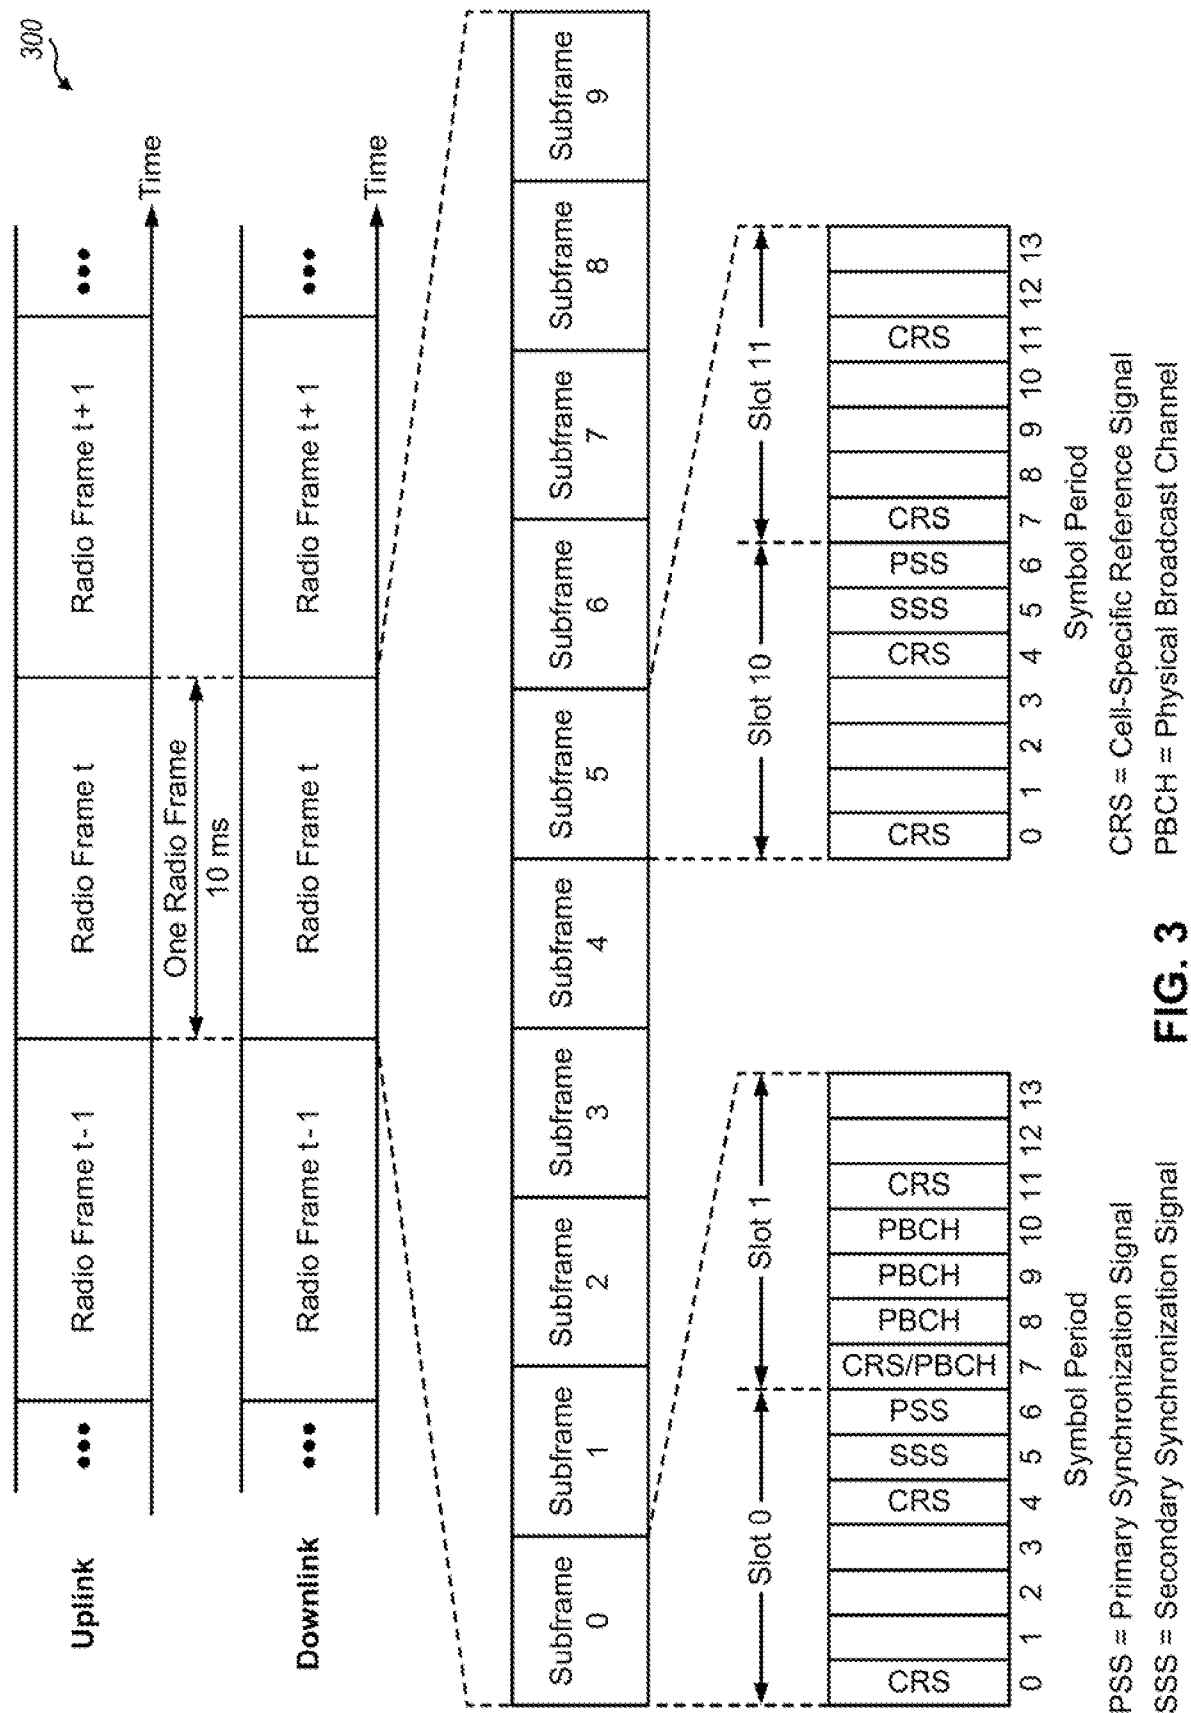 300
Uplink
••• Radio Frame t - 1 Radio Frame t Radio Frame t + 1 •••
Time
One Radio Frame
10 ms
Downlink
••• Radio Frame t - 1 Radio Frame t Radio Frame t + 1 •••
Time
Subframe 0
Subframe 1
Subframe 2
Subframe 3
Subframe 4
Subframe 5
Subframe 6
Subframe 7
Subframe 8
Subframe 9
Slot 0 Slot 1
CRS CRS SSS PSS CRS/PBCH PBCH PBCH PBCH CRS
0 1 2 3 4 5 6 7 8 9 10 11 12 13
Symbol Period
Slot 10 Slot 11
CRS CRS SSS PSS CRS CRS
0 1 2 3 4 5 6 7 8 9 10 11 12 13
Symbol Period
PSS = Primary Synchronization Signal
SSS = Secondary Synchronization Signal
CRS = Cell-Specific Reference Signal
PBCH = Physical Broadcast Channel
FIG. 3